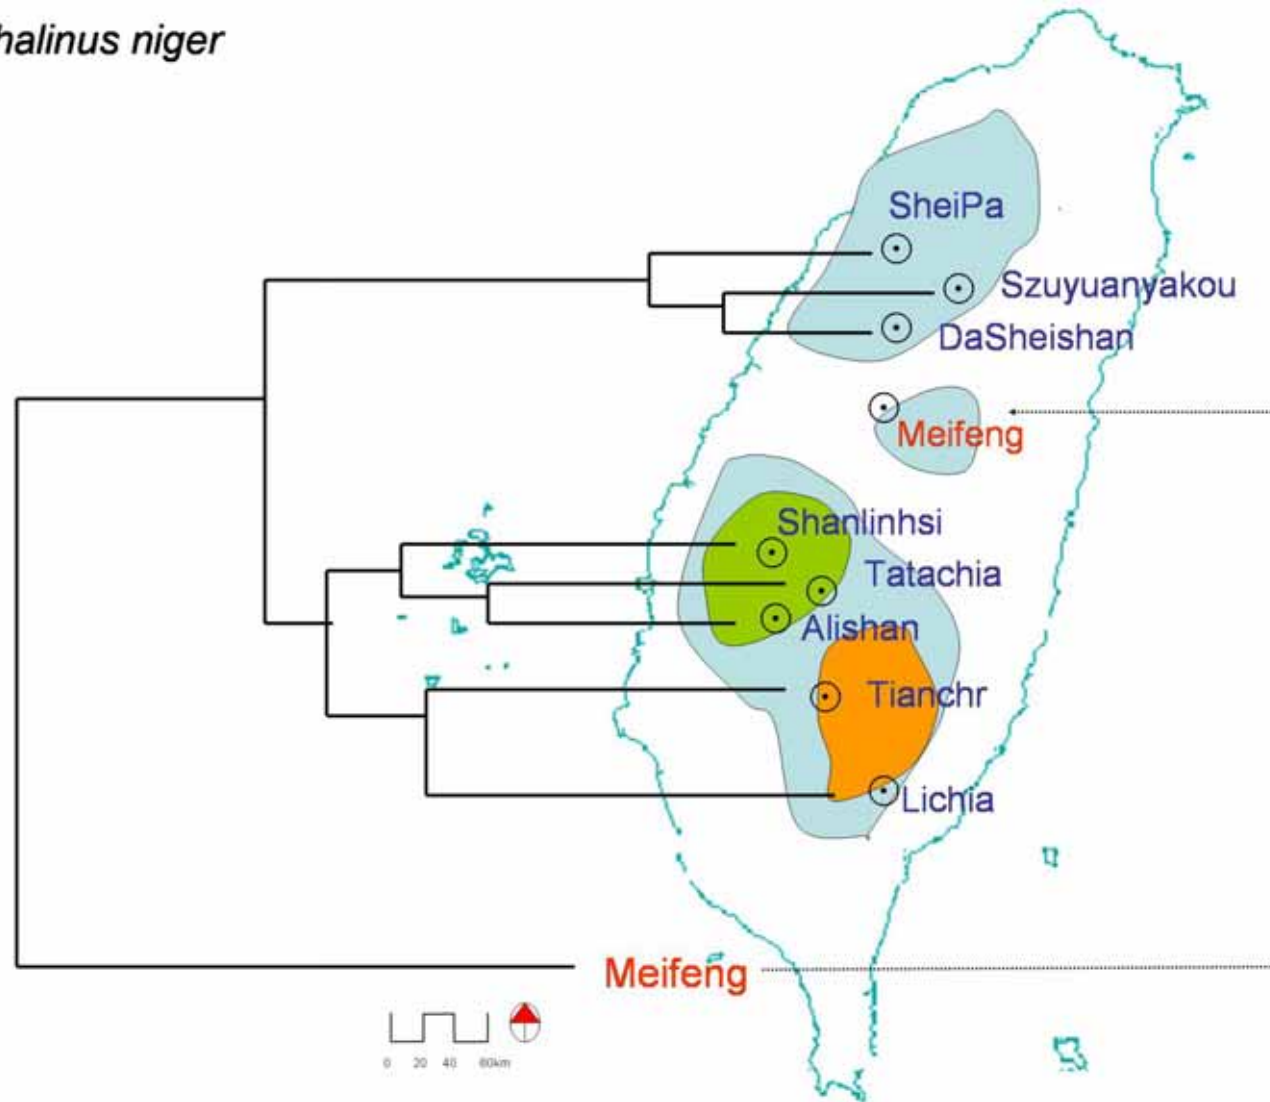 halinus niger
SheiPa
Szuyuanyakou
DaSheishan
Meifeng
Shanlinhsi
Tatachia
Alishan
Tianchr
Lichia
Meifeng
0 20 40 80km